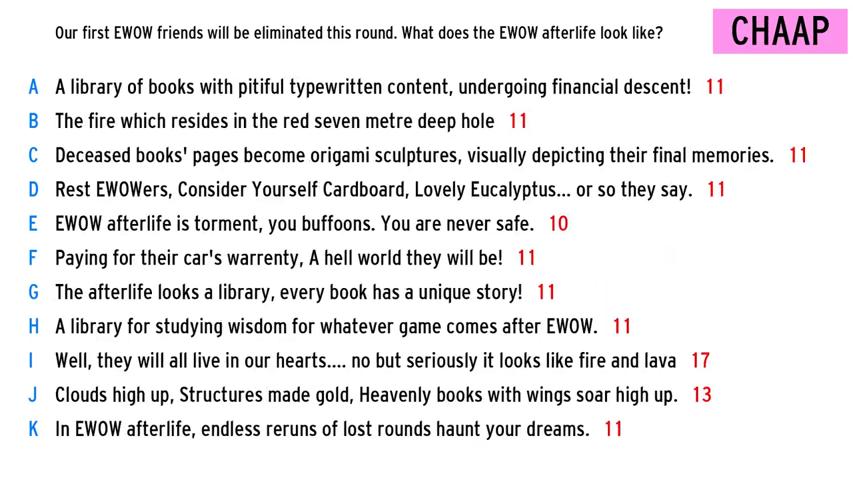 Our first EWOW friends will be eliminated this round. What does the EWOW afterlife look like?
CHAAP
A A library of books with pitiful typewritten content, undergoing financial descent! 11
B The fire which resides in the red seven metre deep hole 11
C Deceased books' pages become origami sculptures, visually depicting their final memories. 11
D Rest EWOWers, Consider Yourself Cardboard, Lovely Eucalyptus... or so they say. 11
E EWOW afterlife is torment, you buffoons. You are never safe. 10
F Paying for their car's warrenty, A hell world they will be! 11
G The afterlife looks a library, every book has a unique story! 11
H A library for studying wisdom for whatever game comes after EWOW. 11
I Well, they will all live in our hearts.... no but seriously it looks like fire and lava 17
J Clouds high up, Structures made gold, Heavenly books with wings soar high up. 13
K In EWOW afterlife, endless reruns of lost rounds haunt your dreams. 11